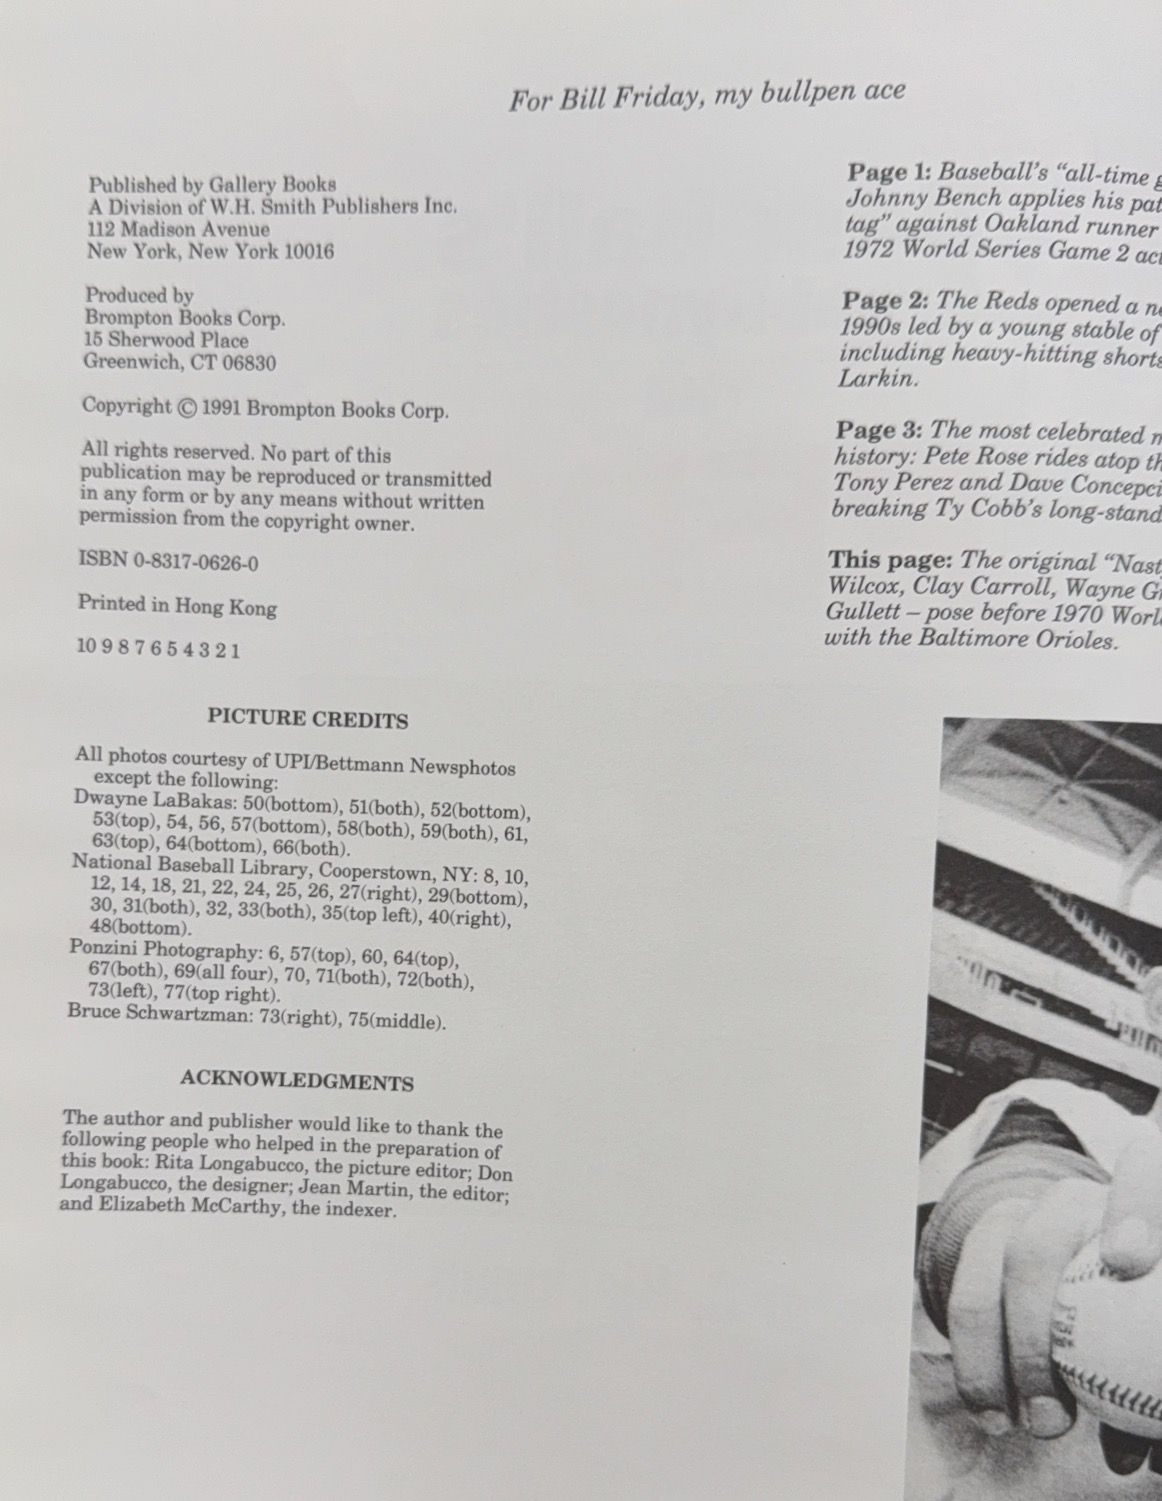 For Bill Friday, my bullpen ace
Published by Gallery Books
A Division of W.H. Smith Publishers Inc.
112 Madison Avenue
New York, New York 10016
Produced by
Brompton Books Corp.
15 Sherwood Place
Greenwich, CT 06830
Copyright © 1991 Brompton Books Corp.
All rights reserved. No part of this
publication may be reproduced or transmitted
in any form or by any means without written
permission from the copyright owner.
ISBN 0-8317-0626-0
Printed in Hong Kong
10 9 8 7 6 5 4 3 2 1
PICTURE CREDITS
All photos courtesy of UPI/Bettmann Newsphotos
except the following:
Dwayne LaBakas: 50(bottom), 51(both), 52(bottom),
53(top), 54, 56, 57(bottom), 58(both), 59(both), 61,
63(top), 64(bottom), 66(both).
National Baseball Library, Cooperstown, NY: 8, 10,
12, 14, 18, 21, 22, 24, 25, 26, 27(right), 29(bottom),
30, 31(both), 32, 33(both), 35(top left), 40(right),
48(bottom).
Ponzini Photography: 6, 57(top), 60, 64(top),
67(both), 69(all four), 70, 71(both), 72(both),
73(left), 77(top right).
Bruce Schwartzman: 73(right), 75(middle).
ACKNOWLEDGMENTS
The author and publisher would like to thank the
following people who helped in the preparation of
this book: Rita Longabucco, the picture editor; Don
Longabucco, the designer; Jean Martin, the editor;
and Elizabeth McCarthy, the indexer.
Page 1: Baseball's "all-time
Johnny Bench applies his
tag" against Oakland runner
1972 World Series Game 2
Page 2: The Reds opened a
1990s led by a young stable of
including heavy-hitting
Larkin.
Page 3: The most celebrated
history: Pete Rose rides atop
Tony Perez and Dave
breaking Ty Cobb's
This page: The original
Wilcox, Clay Carroll, Wayne
Gullett – pose before 1970
with the Baltimore Orioles.